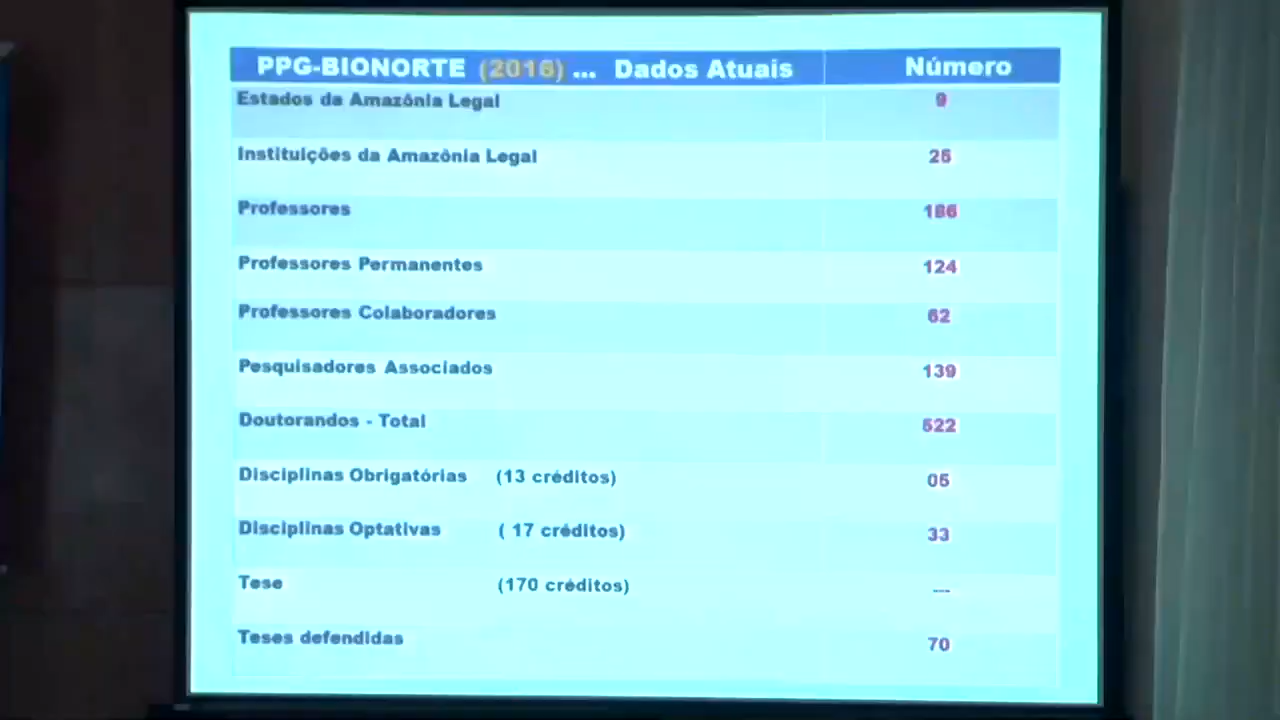 PPG-BIONORTE (2016) ... Dados Atuais Número
Estados da Amazônia Legal 9
Instituições da Amazônia Legal 26
Professores 186
Professores Permanentes 124
Professores Colaboradores 62
Pesquisadores Associados 139
Doutorandos - Total 522
Disciplinas Obrigatórias (13 créditos) 05
Disciplinas Optativas ( 17 créditos) 33
Tese (170 créditos) ---
Teses defendidas 70